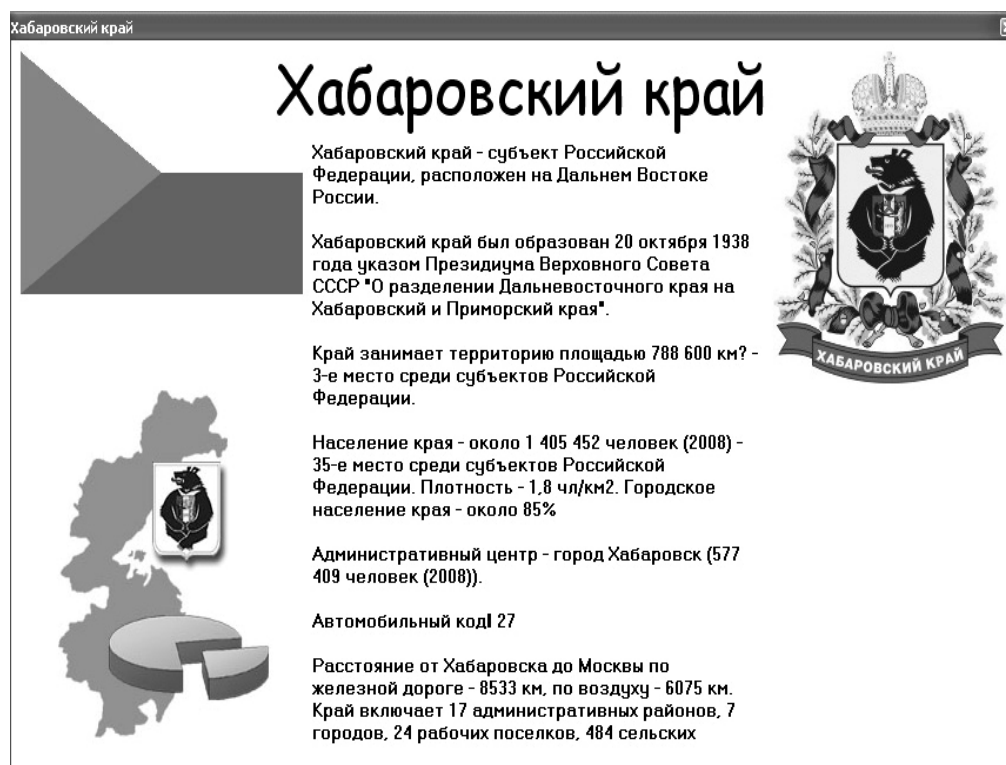 Хабаровский край
Хабаровский край
Хабаровский край - субъект Российской
Федерации, расположен на Дальнем Востоке
России.
Хабаровский край был образован 20 октября 1938
года указом Президиума Верховного Совета
СССР "О разделении Дальневосточного края на
Хабаровский и Приморский края".
Край занимает территорию площадью 788 600 км? -
3-е место среди субъектов Российской
Федерации.
Население края - около 1 405 452 человек (2008) -
35-е место среди субъектов Российской
Федерации. Плотность - 1,8 чл/км2. Городское
население края - около 85%
Административный центр - город Хабаровск (577
409 человек (2008)).
Автомобильный код| 27
Расстояние от Хабаровска до Москвы по
железной дороге - 8533 км, по воздуху - 6075 км.
Край включает 17 административных районов, 7
городов, 24 рабочих поселков, 484 сельских
ХАБАРОВСКИЙ КРАЙ